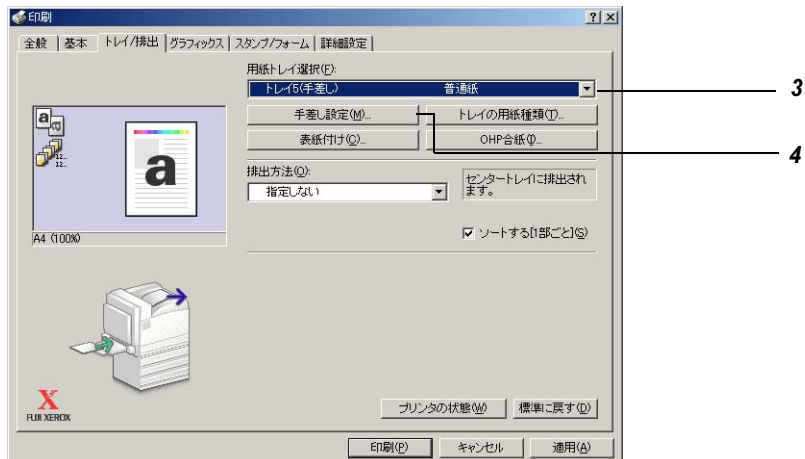 印刷
? ×
全般 基本 トレイ/排出 グラフィックス スタンプ/フォーム 詳細設定
用紙トレイ選択(F):
トレイ5(手差し) 普通紙
3
手差し設定(M)... トレイの用紙種類(T)...
表紙付け(C)... OHP合紙(I)...
4
排出方法(O):
指定しない
センタートレイに排出され
ます。
ソートする[1部ごと](S)
a
a
12...
12...
a
A4 (100%)
X
FUJI XEROX
プリンタの状態(W) 標準に戻す(D)
印刷(P) キャンセル 適用(A)